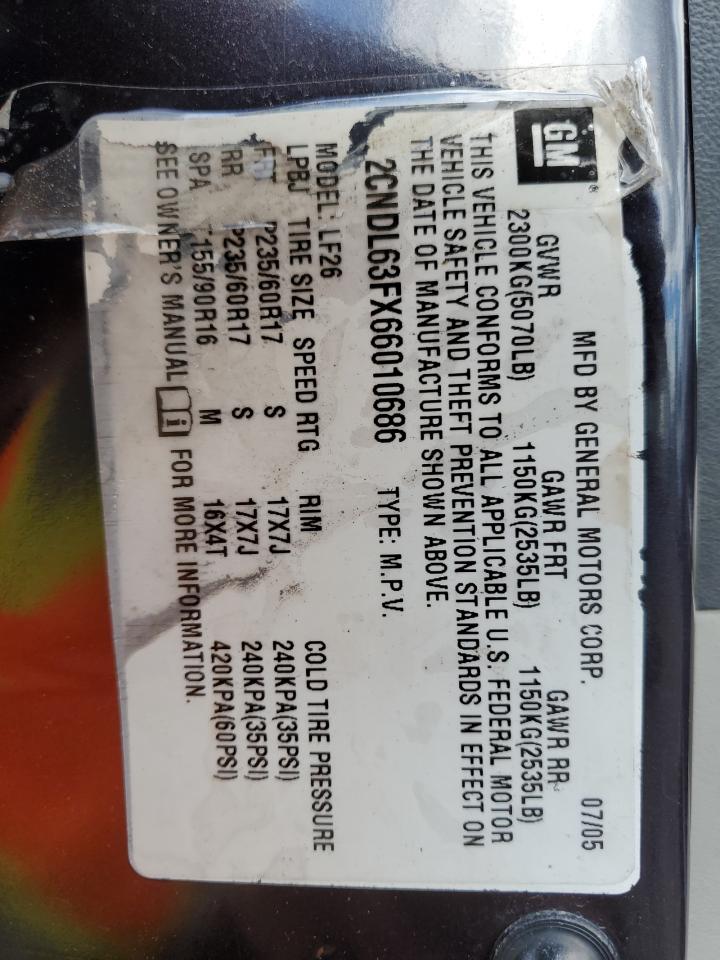 GM ®
MFD BY GENERAL MOTORS CORP. 07/05
GVWR GAWR FRT GAWR RR
2300KG(5070LB) 1150KG(2535LB) 1150KG(2535LB)
THIS VEHICLE CONFORMS TO ALL APPLICABLE U.S. FEDERAL MOTOR
VEHICLE SAFETY AND THEFT PREVENTION STANDARDS IN EFFECT ON
THE DATE OF MANUFACTURE SHOWN ABOVE.
2CNDL63FX66010686 TYPE: M.P.V.
MODEL: LF26
LPBJ TIRE SIZE SPEED RTG RIM COLD TIRE PRESSURE
FRT P235/60R17 S 17X7J 240KPA(35PSI)
RR P235/60R17 S 17X7J 240KPA(35PSI)
SPA T155/90R16 M 16X4T 420KPA(60PSI)
SEE OWNER'S MANUAL FOR MORE INFORMATION.